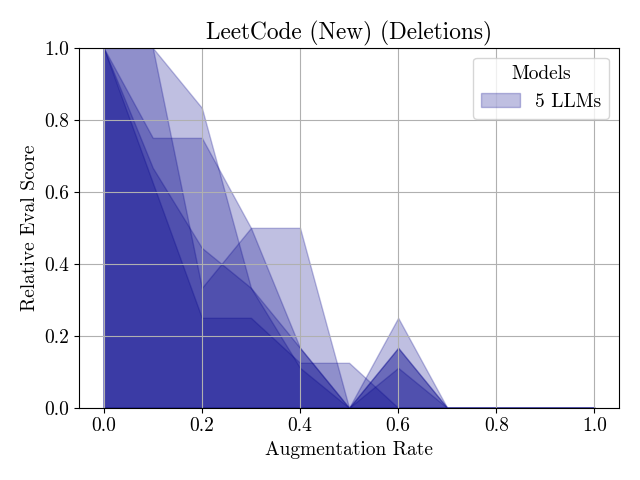 LeetCode (New) (Deletions)
Models
5 LLMs
Relative Eval Score
1.0
0.8
0.6
0.4
0.2
0.0
0.0 0.2 0.4 0.6 0.8 1.0
Augmentation Rate